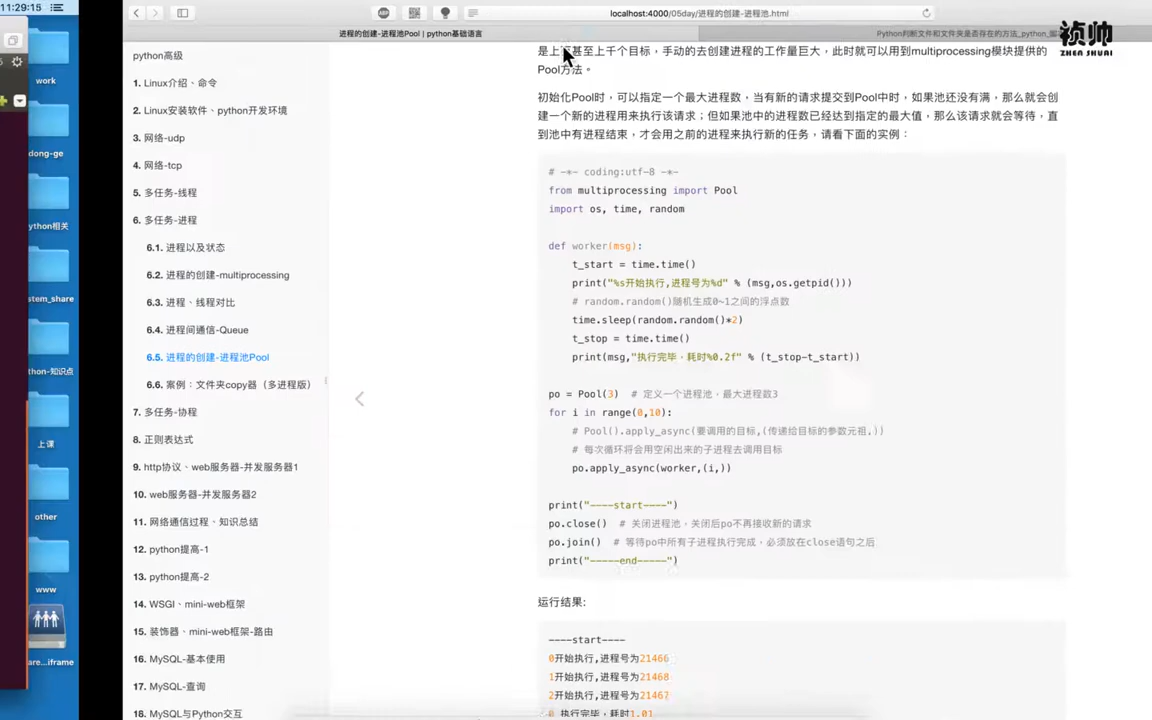 11:29:15
localhost:4000/05day/进程的创建-进程池.html
进程的创建-进程池Pool | python基础语言
Python判断文件和文件夹是否存在的方法_python_
祯帅
ZHEN SHUAI
work
dong-ge
ython相关
stem_share
thon-知识点
上课
other
www
are...iframe
python高级
1. Linux介绍、命令
2. Linux安装软件、python开发环境
3. 网络-udp
4. 网络-tcp
5. 多任务-线程
6. 多任务-进程
6.1. 进程以及状态
6.2. 进程的创建-multiprocessing
6.3. 进程、线程对比
6.4. 进程间通信-Queue
6.5. 进程的创建-进程池Pool
6.6. 案例：文件夹copy器（多进程版）
7. 多任务-协程
8. 正则表达式
9. http协议、web服务器-并发服务器1
10. web服务器-并发服务器2
11. 网络通信过程、知识总结
12. python提高-1
13. python提高-2
14. WSGI、mini-web框架
15. 装饰器、mini-web框架-路由
16. MySQL-基本使用
17. MySQL-查询
18. MySQL与Python交互
是上百甚至上千个目标，手动的去创建进程的工作量巨大，此时就可以用到multiprocessing模块提供的
Pool方法。
初始化Pool时，可以指定一个最大进程数，当有新的请求提交到Pool中时，如果池还没有满，那么就会创
建一个新的进程用来执行该请求；但如果池中的进程数已经达到指定的最大值，那么该请求就会等待，直
到池中有进程结束，才会用之前的进程来执行新的任务，请看下面的实例：
# -*- coding:utf-8 -*-
from multiprocessing import Pool
import os, time, random
def worker(msg):
t_start = time.time()
print("%s开始执行,进程号为%d" % (msg,os.getpid()))
# random.random()随机生成0~1之间的浮点数
time.sleep(random.random()*2)
t_stop = time.time()
print(msg,"执行完毕，耗时%0.2f" % (t_stop-t_start))
po = Pool(3) # 定义一个进程池，最大进程数3
for i in range(0,10):
# Pool().apply_async(要调用的目标,(传递给目标的参数元祖,))
# 每次循环将会用空闲出来的子进程去调用目标
po.apply_async(worker,(i,))
print("----start----")
po.close() # 关闭进程池，关闭后po不再接收新的请求
po.join() # 等待po中所有子进程执行完成，必须放在close语句之后
print("-----end-----")
运行结果:
----start----
0开始执行,进程号为21466
1开始执行,进程号为21468
2开始执行,进程号为21467
0 执行完毕，耗时1.01